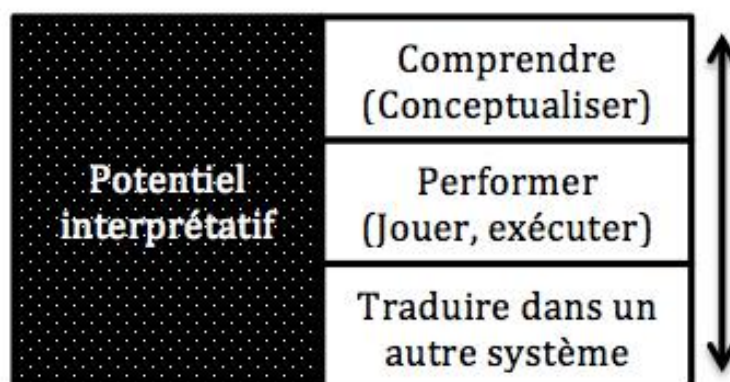 Potentiel
interprétatif
Comprendre
(Conceptualiser)
Performer
(Jouer, exécuter)
Traduire dans un
autre système